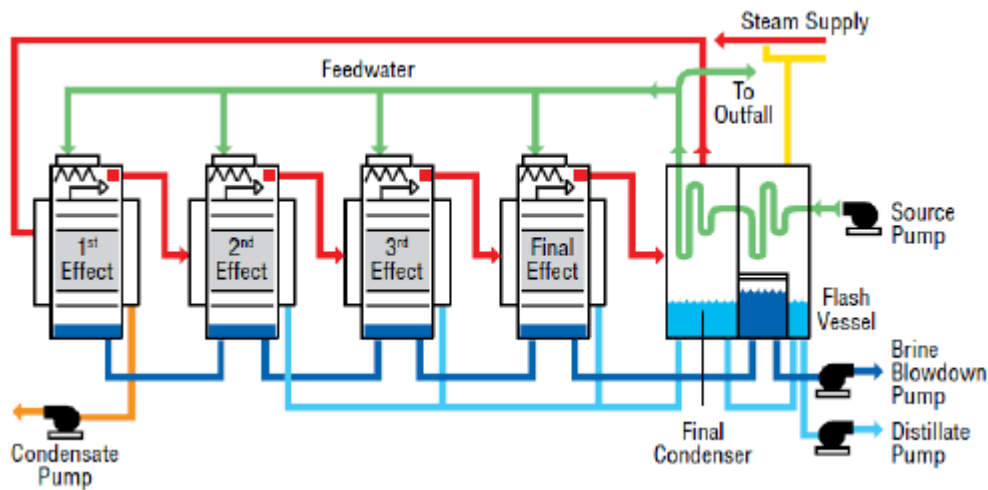 Steam Supply
Feedwater
To
Outfall
1st
Effect
2nd
Effect
3rd
Effect
Final
Effect
Source
Pump
Flash
Vessel
Brine
Blowdown
Pump
Condensate
Pump
Final
Condenser
Distillate
Pump